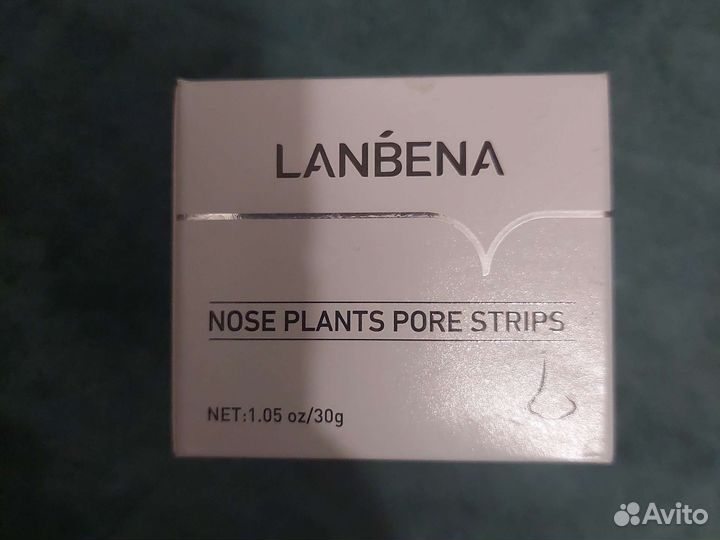 LANBENA
NOSE PLANTS PORE STRIPS
NET:1.05 oz/30g
Avito